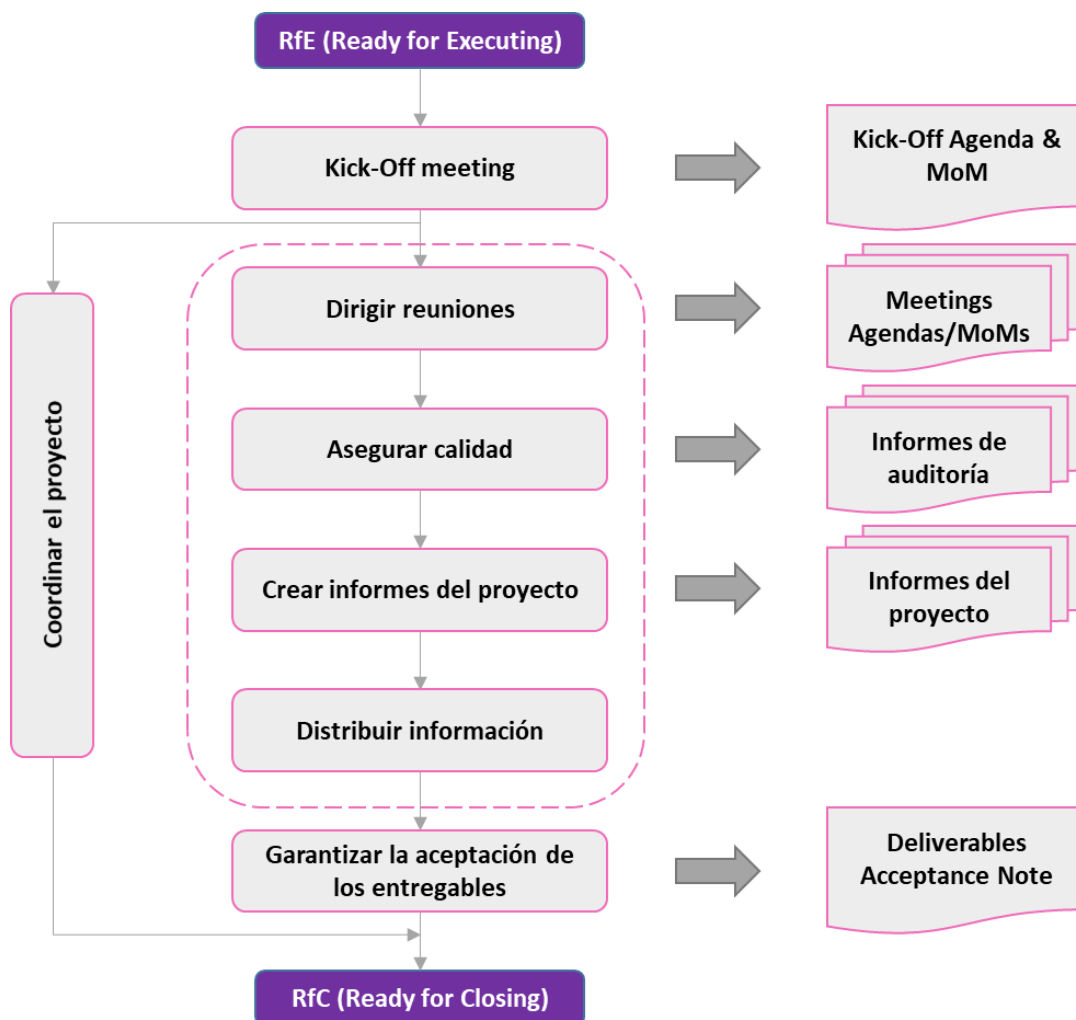 RfE (Ready for Executing)
Kick-Off meeting
Kick-Off Agenda &
MoM
Dirigir reuniones
Meetings
Agendas/MoMs
Coordinar el proyecto
Asegurar calidad
Informes de
auditoría
Crear informes del proyecto
Informes del
proyecto
Distribuir información
Garantizar la aceptación de
los entregables
Deliverables
Acceptance Note
RfC (Ready for Closing)